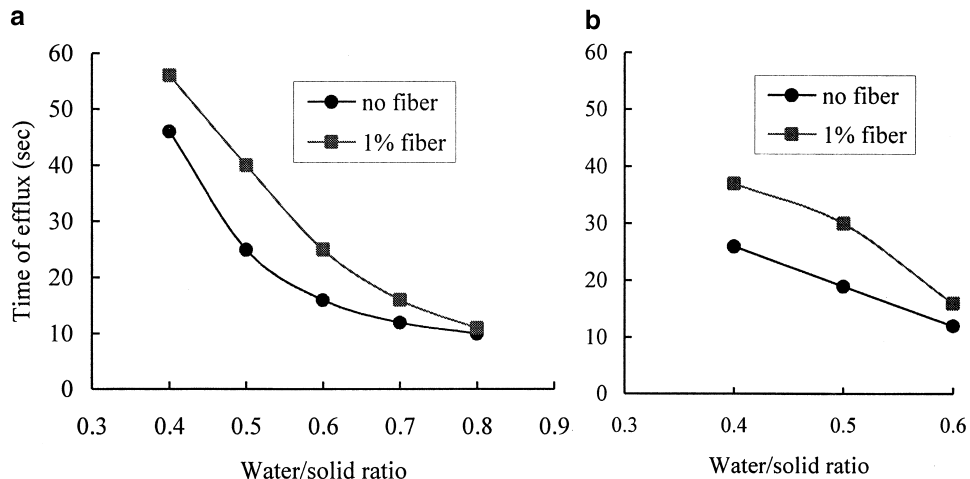 a
60
50
40
30
20
10
0
Time of efflux (sec)
no fiber
1% fiber
0.3 0.4 0.5 0.6 0.7 0.8 0.9
Water/solid ratio
b
60
50
40
30
20
10
0
no fiber
1% fiber
0.3 0.4 0.5 0.6
Water/solid ratio